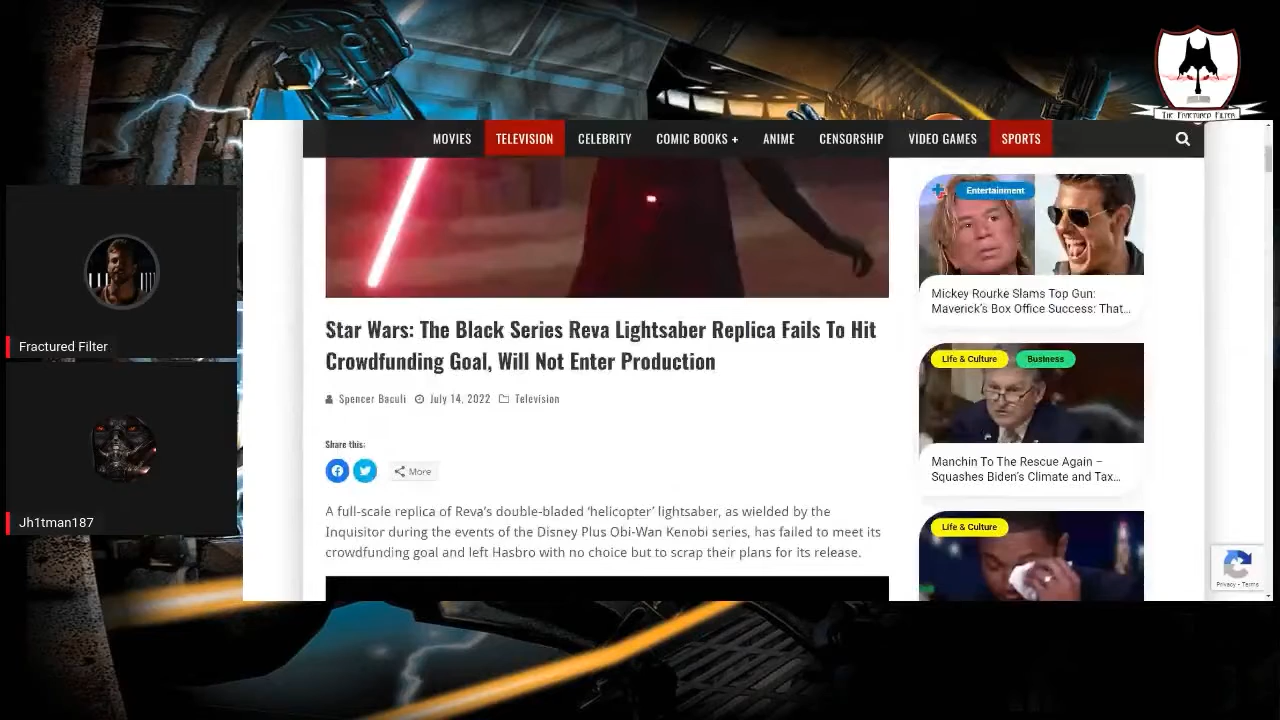 THE FRACTURED FILTER
MOVIES TELEVISION CELEBRITY COMIC BOOKS + ANIME CENSORSHIP VIDEO GAMES SPORTS
Star Wars: The Black Series Reva Lightsaber Replica Fails To Hit
Crowdfunding Goal, Will Not Enter Production
Spencer Baculi July 14, 2022 Television
Share this:
More
A full-scale replica of Reva's double-bladed 'helicopter' lightsaber, as wielded by the
Inquisitor during the events of the Disney Plus Obi-Wan Kenobi series, has failed to meet its
crowdfunding goal and left Hasbro with no choice but to scrap their plans for its release.
Entertainment
Mickey Rourke Slams Top Gun:
Maverick's Box Office Success: That...
Life & Culture Business
Manchin To The Rescue Again –
Squashes Biden's Climate and Tax...
Life & Culture
Privacy - Terms
Fractured Filter
Jh1tman187